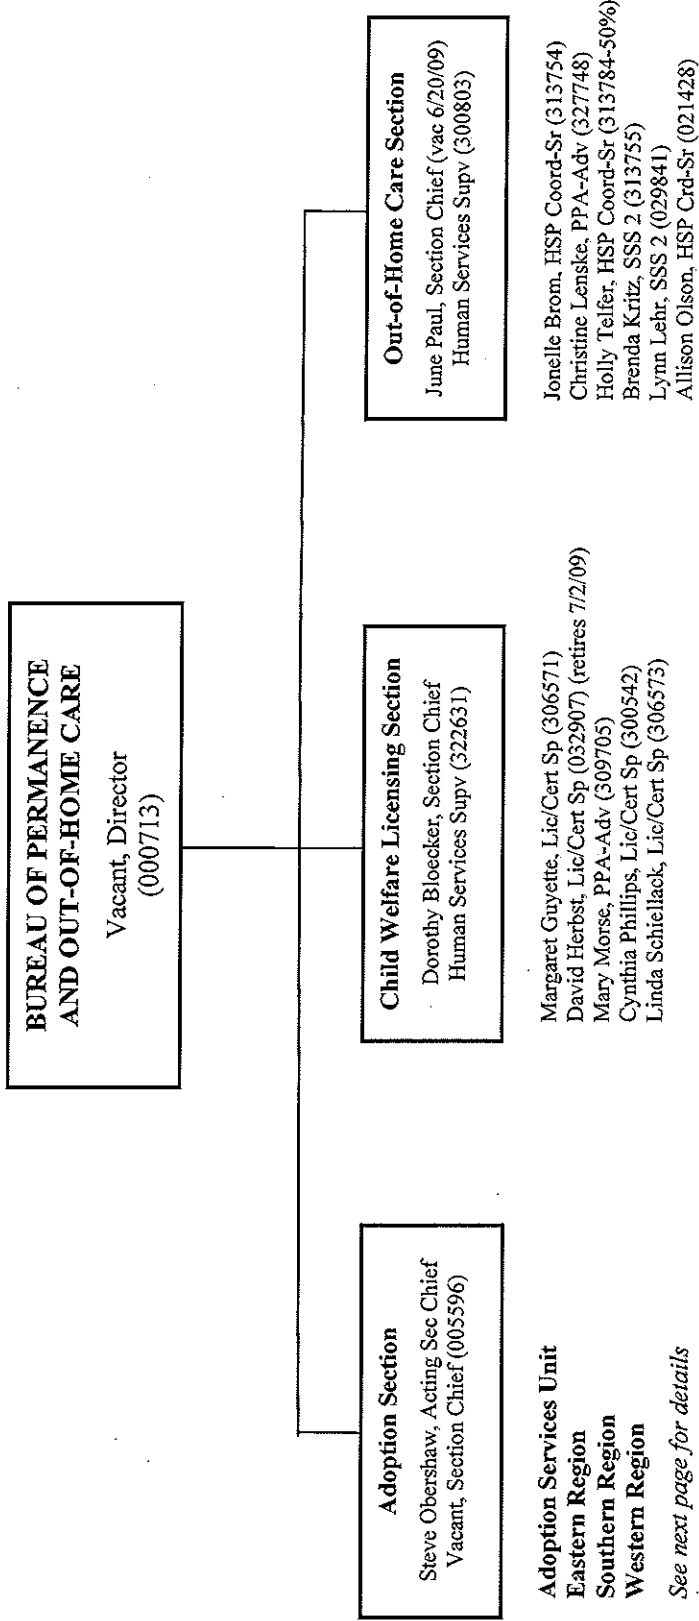 BUREAU OF PERMANENCE
AND OUT-OF-HOME CARE
Vacant, Director
(000713)
Adoption Section
Steve Obershaw, Acting Sec Chief
Vacant, Section Chief (005596)
Adoption Services Unit
Eastern Region
Southern Region
Western Region
See next page for details
Child Welfare Licensing Section
Dorothy Bloecker, Section Chief
Human Services Supv (322631)
Margaret Guyette, Lic/Cert Sp (306571)
David Herbst, Lic/Cert Sp (032907) (retires 7/2/09)
Mary Morse, PPA-Adv (309705)
Cynthia Phillips, Lic/Cert Sp (300542)
Linda Schiellack, Lic/Cert Sp (306573)
Out-of-Home Care Section
June Paul, Section Chief (vac 6/20/09)
Human Services Supv (300803)
Jonelle Brom, HSP Coord-Sr (313754)
Christine Lenske, PPA-Adv (327748)
Holly Telfer, HSP Coord-Sr (313784-50%)
Brenda Kritz, SSS 2 (313755)
Lynn Lehr, SSS 2 (029841)
Allison Olson, HSP Crd-Sr (021428)